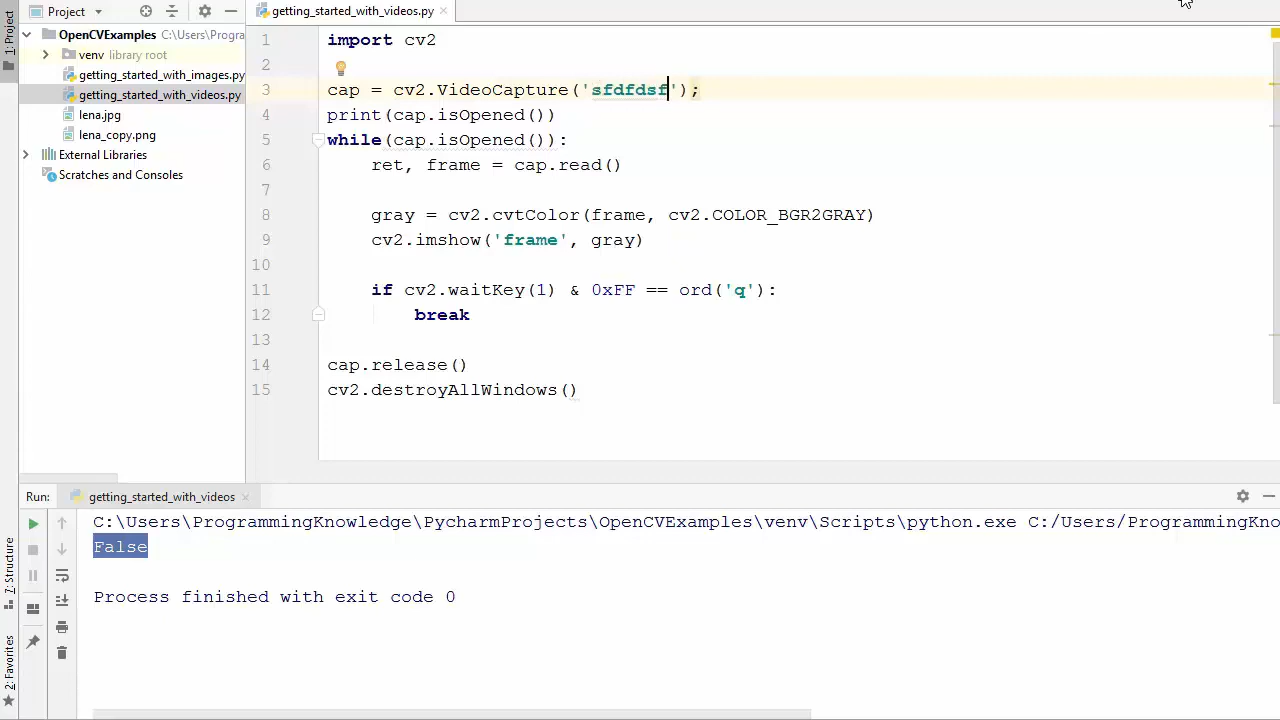 Project
getting_started_with_videos.py
1: Project
OpenCVExamples C:\Users\Progra
venv library root
getting_started_with_images.py
getting_started_with_videos.py
lena.jpg
lena_copy.png
External Libraries
Scratches and Consoles
1 import cv2
2
3 cap = cv2.VideoCapture('sfdfdsf');
4 print(cap.isOpened())
5 while(cap.isOpened()):
6 ret, frame = cap.read()
7
8 gray = cv2.cvtColor(frame, cv2.COLOR_BGR2GRAY)
9 cv2.imshow('frame', gray)
10
11 if cv2.waitKey(1) & 0xFF == ord('q'):
12 break
13
14 cap.release()
15 cv2.destroyAllWindows()
Run: getting_started_with_videos
C:\Users\ProgrammingKnowledge\PycharmProjects\OpenCVExamples\venv\Scripts\python.exe C:/Users/ProgrammingKno
False
Process finished with exit code 0
7: Structure
2: Favorites